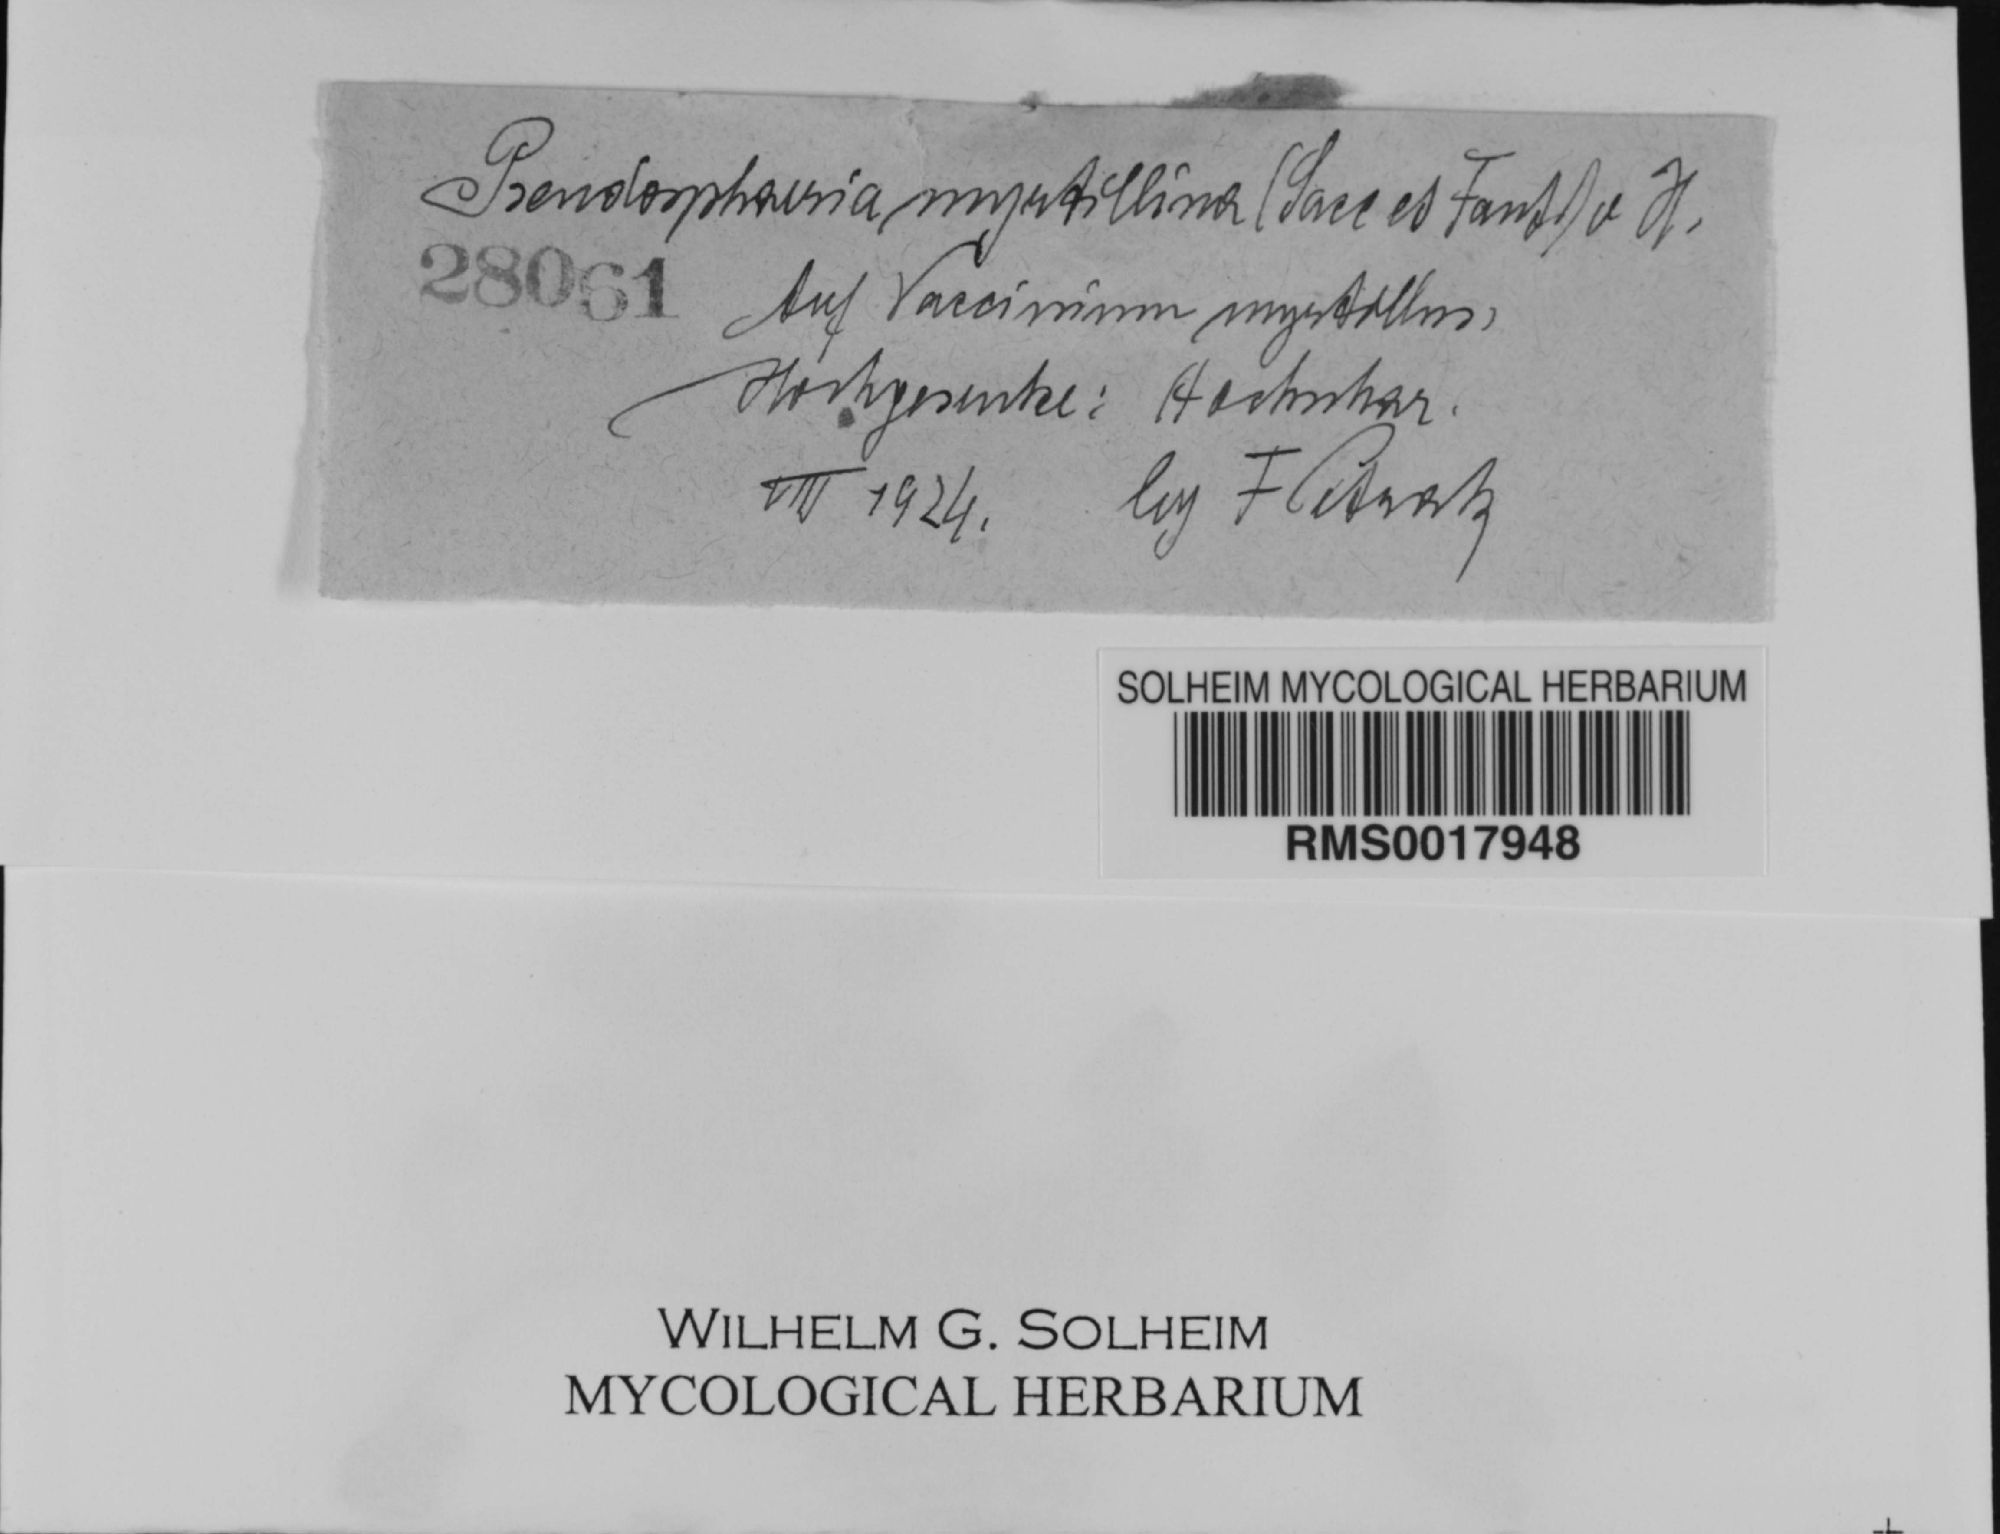 Pseudosphaeria myrtillina (Sacc et Fautr) v H.
28061
Auf Vaccinium myrtillus,
Hochgesenke: Hochschar.
VIII 1924. leg F Petrak
SOLHEIM MYCOLOGICAL HERBARIUM
RMS0017948
WILHELM G. SOLHEIM
MYCOLOGICAL HERBARIUM